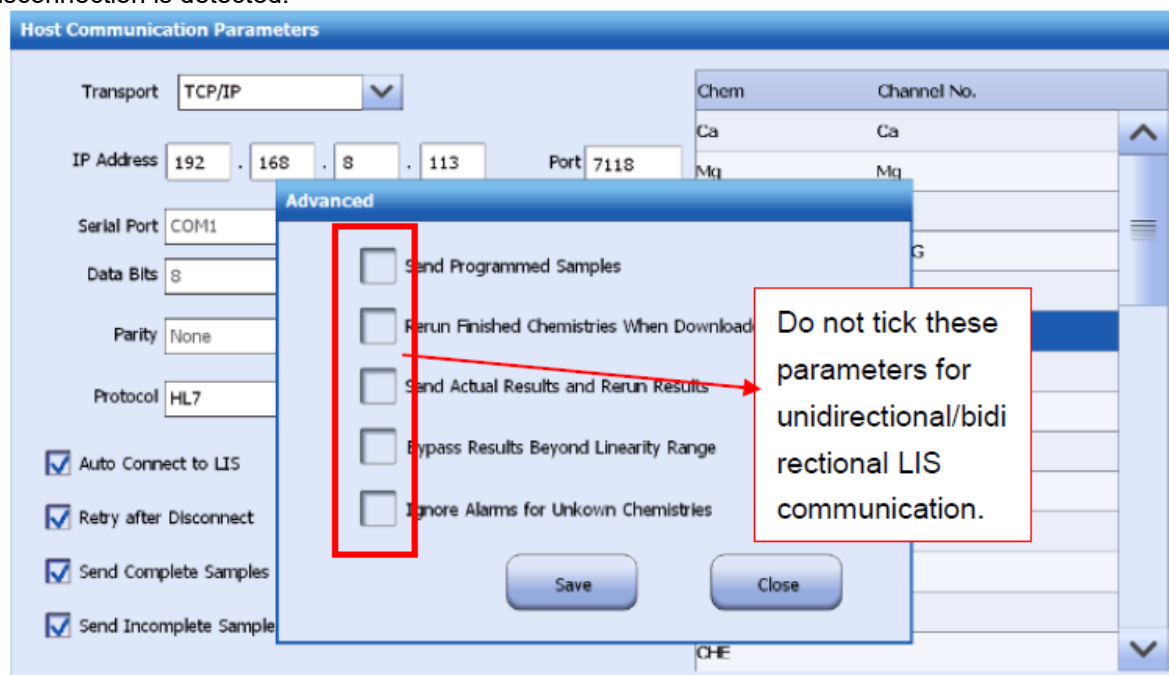 disconnection is detected.
Host Communication Parameters
Transport TCP/IP
Chem Channel No.
Ca Ca
IP Address 192 . 168 . 8 . 113 Port 7118
Mg Mg
Advanced
Serial Port COM1
G
Send Programmed Samples
Data Bits 8
Rerun Finished Chemistries When Download
Parity None
Send Actual Results and Rerun Results
Protocol HL7
Bypass Results Beyond Linearity Range
Auto Connect to LIS
Ignore Alarms for Unkown Chemistries
Retry after Disconnect
Send Complete Samples
Save Close
Send Incomplete Sample
CHE
Do not tick these
parameters for
unidirectional/bidi
rectional LIS
communication.